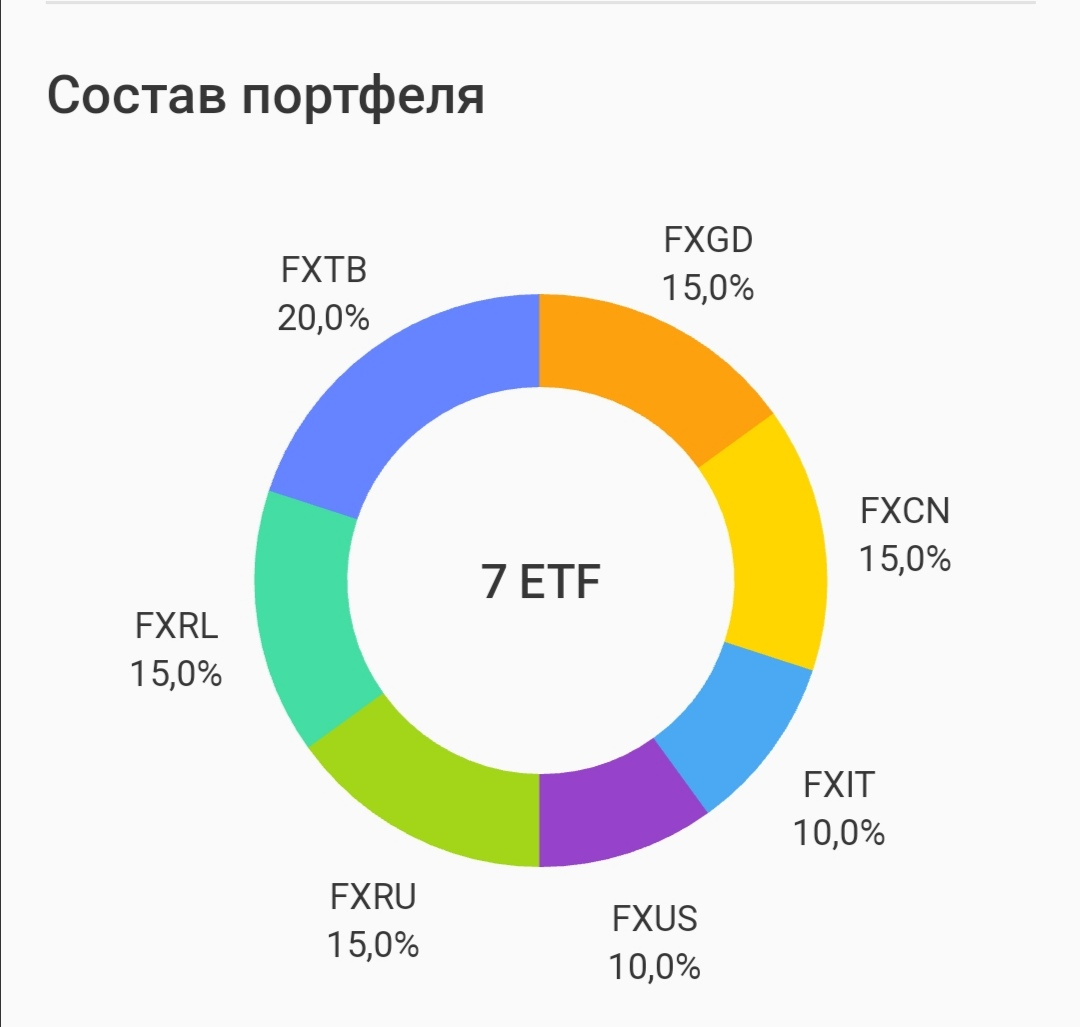 Состав портфеля
FXTB
20,0%
FXGD
15,0%
FXCN
15,0%
7 ETF
FXRL
15,0%
FXIT
10,0%
FXRU
15,0%
FXUS
10,0%